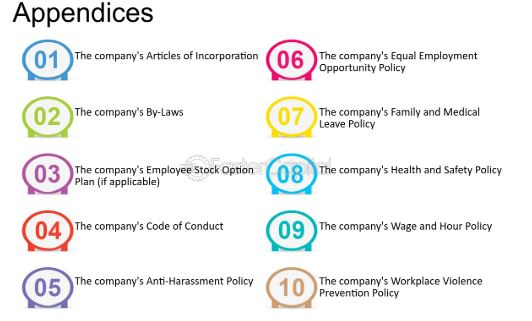 Appendices
01
The company's Articles of Incorporation
02
The company's By-Laws
03
The company's Employee Stock Option
Plan (if applicable)
04
The company's Code of Conduct
05
The company's Anti-Harassment Policy
06
The company's Equal Employment
Opportunity Policy
07
The company's Family and Medical
Leave Policy
08
The company's Health and Safety Policy
09
The company's Wage and Hour Policy
10
The company's Workplace Violence
Prevention Policy